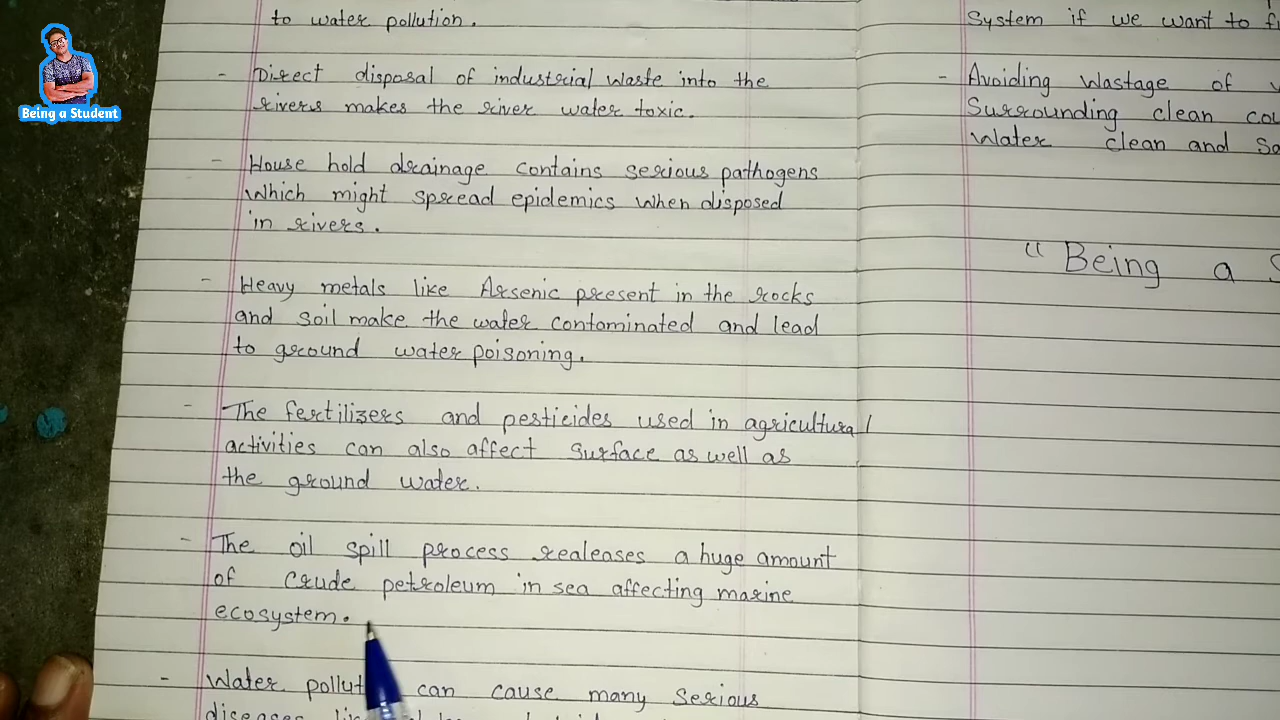 Being a Student
to water pollution.
- Direct disposal of industrial waste into the
rivers makes the river water toxic.
- House hold drainage contains serious pathogens
which might spread epidemics when disposed
in rivers.
- Heavy metals like Arsenic present in the rocks
and soil make the water contaminated and lead
to ground water poisoning.
- The fertilizers and pesticides used in agricultural
activities can also affect surface as well as
the ground water.
- The oil spill process realeases a huge amount
of crude petroleum in sea affecting marine
ecosystem.
- Water can cause many serious
diseases
System if we want to
- Avoiding Wastage of
Surrounding clean
Water clean and
"Being a